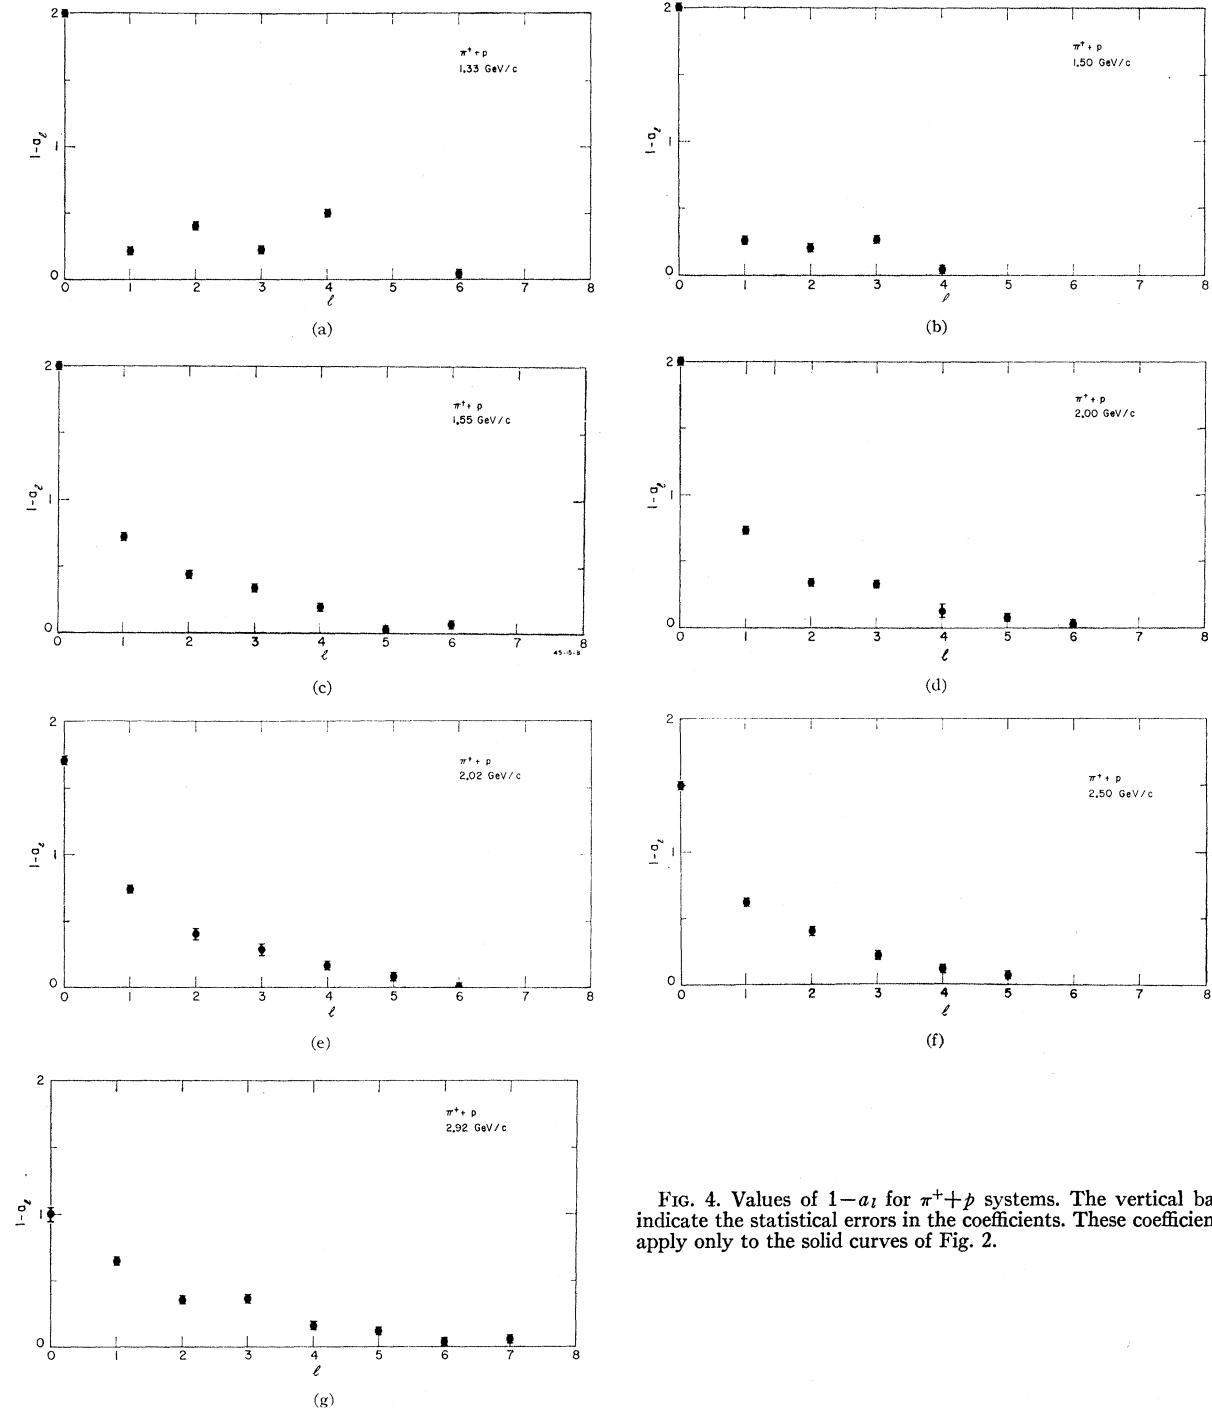 2
π⁺ + p
1.33 GeV/c
1
1-aℓ
0
0 1 2 3 4 5 6 7 8
ℓ
(a)
2
π⁺ + p
1.50 GeV/c
1
1-aℓ
0
0 1 2 3 4 5 6 7 8
ℓ
(b)
2
π⁺ + p
1.55 GeV/c
1
1-aℓ
0
0 1 2 3 4 5 6 7 8
ℓ
(c)
2
π⁺ + p
2.00 GeV/c
1
1-aℓ
0
0 1 2 3 4 5 6 7 8
ℓ
(d)
2
π⁺ + p
2.02 GeV/c
1
1-aℓ
0
0 1 2 3 4 5 6 7 8
ℓ
(e)
2
π⁺ + p
2.50 GeV/c
1
1-aℓ
0
0 1 2 3 4 5 6 7 8
ℓ
(f)
2
π⁺ + p
2.92 GeV/c
1
1-aℓ
0
0 1 2 3 4 5 6 7 8
ℓ
(g)
FIG. 4. Values of 1−aₗ for π⁺+p systems. The vertical ba
indicate the statistical errors in the coefficients. These coefficien
apply only to the solid curves of Fig. 2.